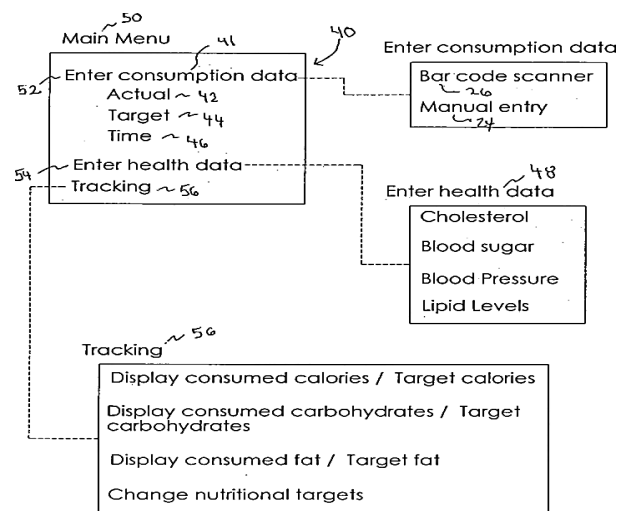 50
Main Menu
41
40
52 Enter consumption data
Actual ~ 42
Target ~ 44
Time ~ 46
54 Enter health data
Tracking ~ 56
Enter consumption data
Bar code scanner
26
Manual entry
24
48
Enter health data
Cholesterol
Blood sugar
Blood Pressure
Lipid Levels
Tracking ~ 56
Display consumed calories / Target calories
Display consumed carbohydrates / Target
carbohydrates
Display consumed fat / Target fat
Change nutritional targets